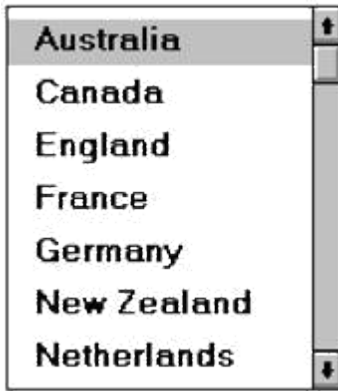 Australia
Canada
England
France
Germany
New Zealand
Netherlands